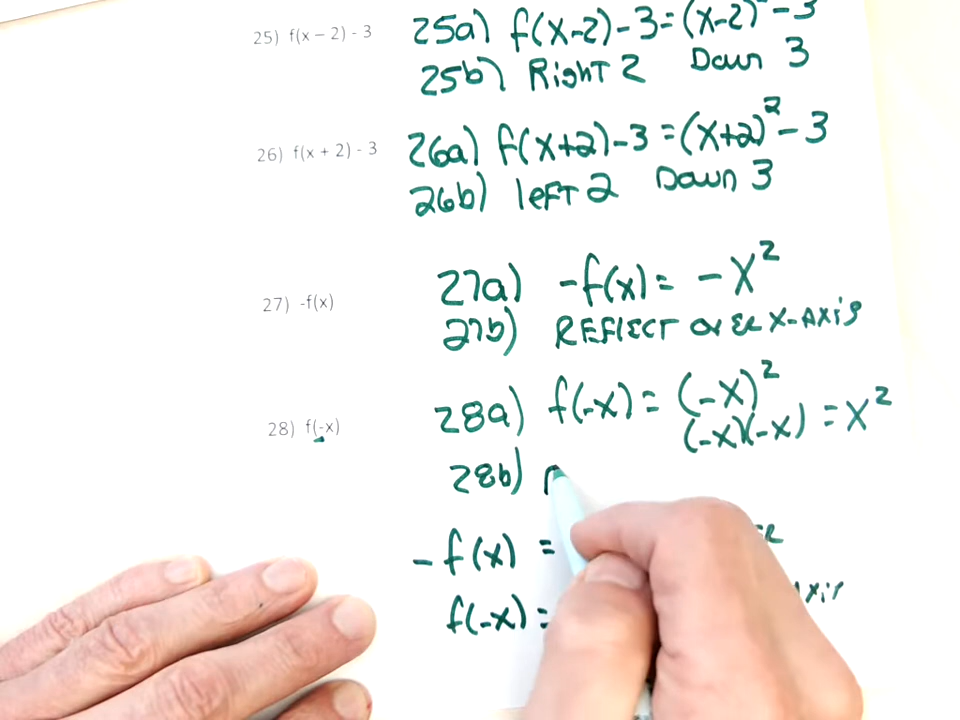 25) f(x – 2) - 3
25a) f(x-2)-3=(x-2)² -3
25b) Right 2 Down 3
26) f(x + 2) - 3
26a) f(x+2)-3=(x+2)²-3
26b) left 2 Down 3
27) -f(x)
27a) -f(x)= -x²
27b) REFLECT OVER X-AXIS
28) f(-x)
28a) f(-x)= (-x)²
(-x)(-x) = x²
28b)
-f(x) =
f(-x)=